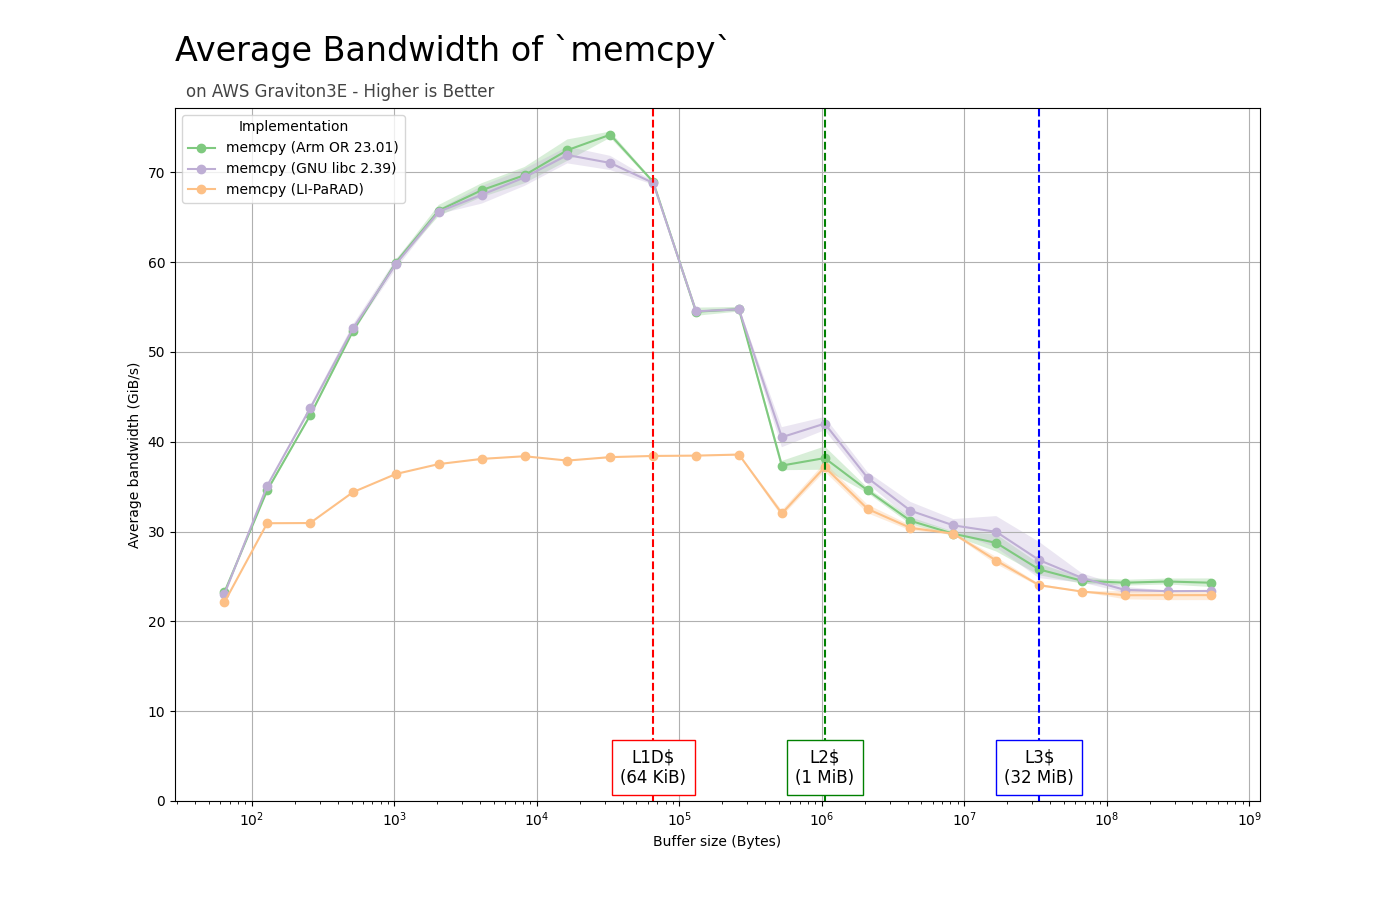 Average Bandwidth of `memcpy`
on AWS Graviton3E - Higher is Better
Implementation
memcpy (Arm OR 23.01)
memcpy (GNU libc 2.39)
memcpy (LI-PaRAD)
Average bandwidth (GiB/s)
70
60
50
40
30
20
10
0
L1D$
(64 KiB)
L2$
(1 MiB)
L3$
(32 MiB)
10²
10³
10⁴
10⁵
10⁶
10⁷
10⁸
10⁹
Buffer size (Bytes)